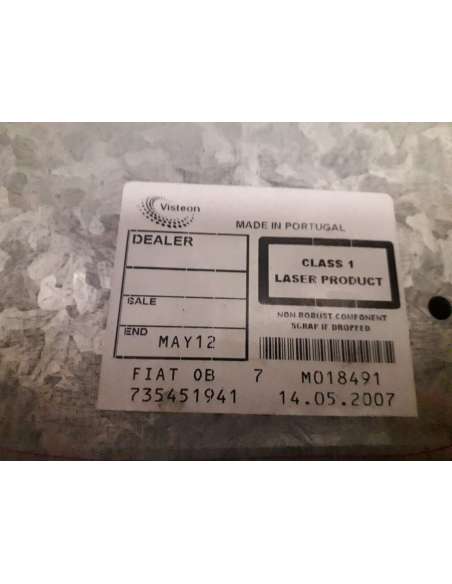 Visteon
MADE IN PORTUGAL
DEALER
CLASS 1
LASER PRODUCT
SALE
NON ROBUST COMPONENT
SCRAP IF DROPPED
END MAY12
FIAT OB 7 M018491
735451941 14.05.2007